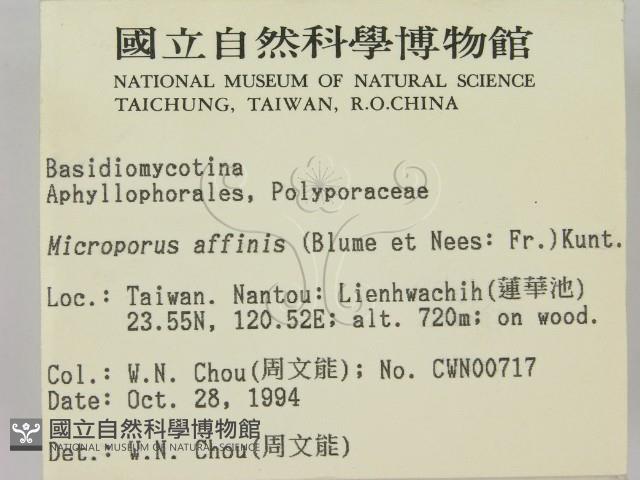 國立自然科學博物館
NATIONAL MUSEUM OF NATURAL SCIENCE
TAICHUNG, TAIWAN, R.O.CHINA
Basidiomycotina
Aphyllophorales, Polyporaceae
Microporus affinis (Blume et Nees: Fr.)Kunt.
Loc.: Taiwan. Nantou: Lienhwachih(蓮華池)
23.55N, 120.52E; alt. 720m; on wood.
Col.: W.N. Chou(周文能); No. CWN00717
Date: Oct. 28, 1994
國立自然科學博物館
NATIONAL MUSEUM OF NATURAL SCIENCE
Det.: W.N. Chou(周文能)